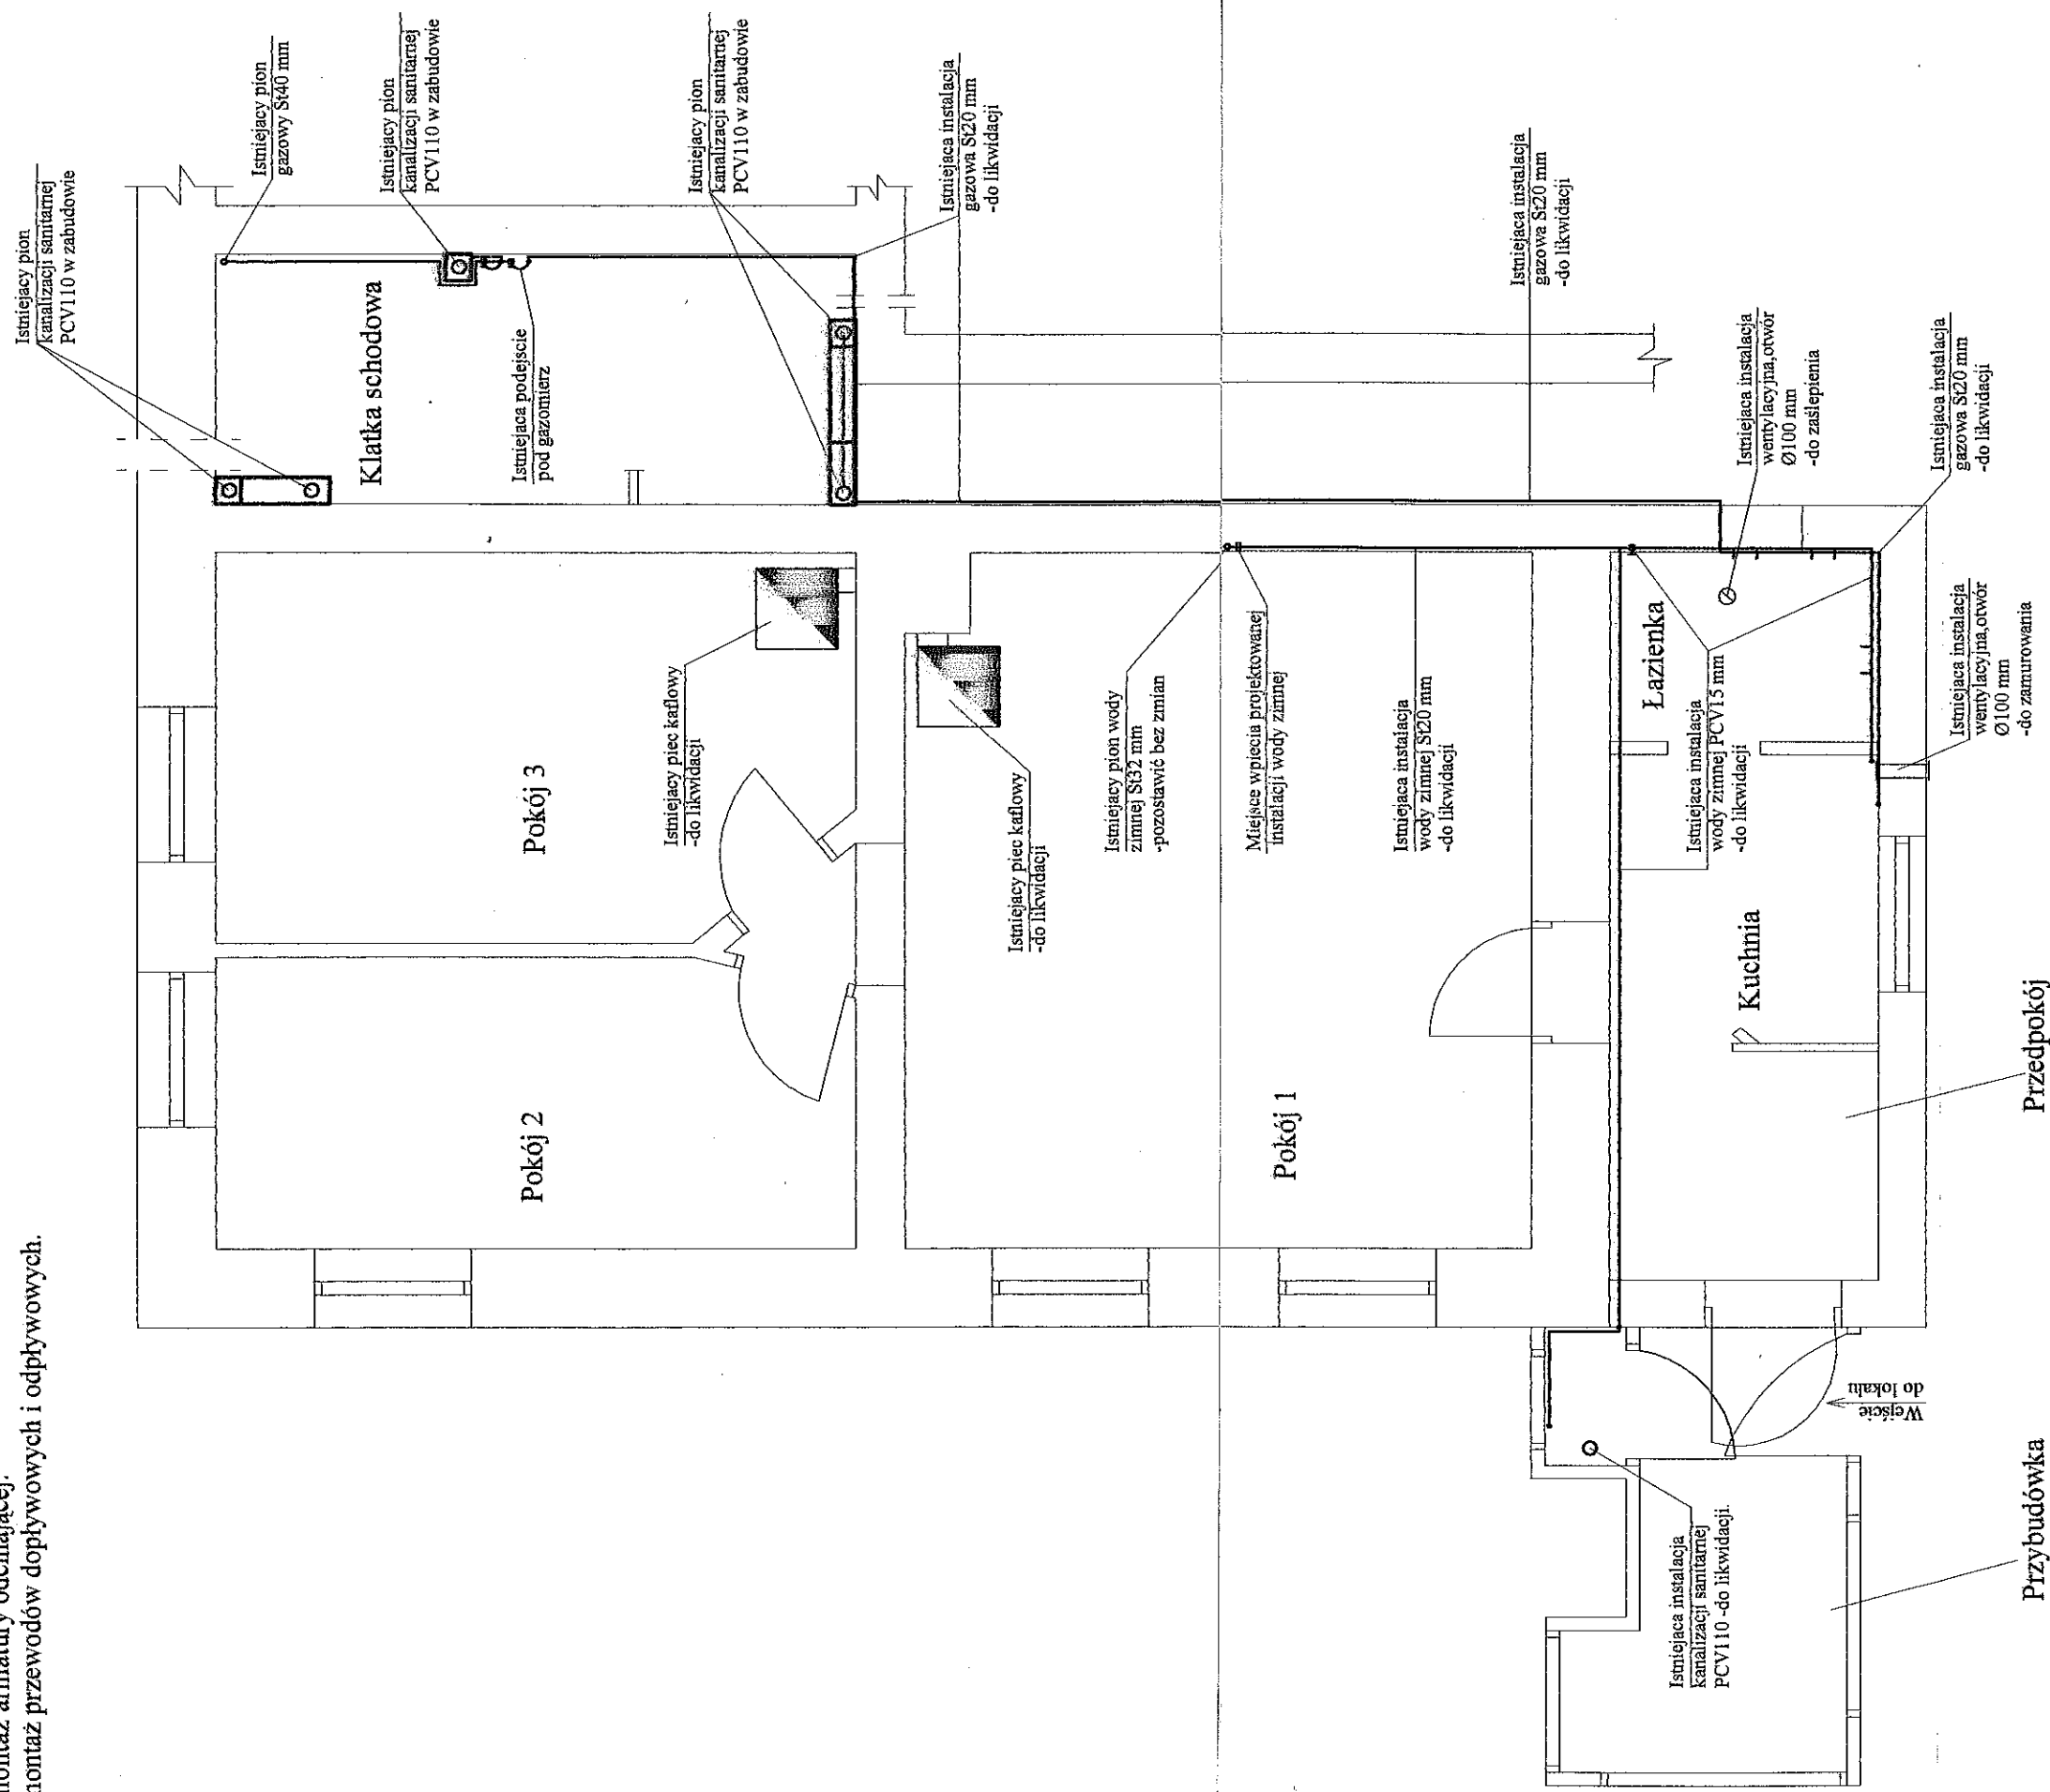 montaż armatury odcinającej.
montaż przewodów dopływowych i odpływowych.
Istniejacy pion
kanalizacji sanitarnej
PCV110 w zabudowie
Istniejacy pion
gazowy St40 mm
Istniejacy pion
kanalizacji sanitarnej
PCV110 w zabudowie
Istniejacy pion
kanalizacji sanitarnej
PCV110 w zabudowie
Istniejaca instalacja
gazowa St20 mm
-do likwidacji
Istniejaca instalacja
gazowa St20 mm
-do likwidacji
Klatka schodowa
Istniejaca podejscie
pod gazomierz
Istniejaca instalacja
wentylacyjna,otwór
Ø100 mm
-do zaślepienia
Istniejaca instalacja
gazowa St20 mm
-do likwidacji
Pokój 3
Istniejacy piec kaflowy
-do likwidacji
Istniejacy piec kaflowy
-do likwidacji
Istniejacy pion wody
zimnej St32 mm
-pozostawić bez zmian
Miejsce wpiecia projektowanej
instalacji wody zimnej
Istniejaca instalacja
wody zimnej St20 mm
-do likwidacji
Łazienka
Istniejaca instalacja
wody zimnej PCV15 mm
-do likwidacji
Istniejaca instalacja
wentylacyjna,otwór
Ø100 mm
-do zamurowania
Pokój 2
Pokój 1
Kuchnia
Przedpokój
Wejście
do lokalu
Istniejaca instalacja
kanalizacji sanitarnej
PCV110 -do likwidacji.
Przybudówka